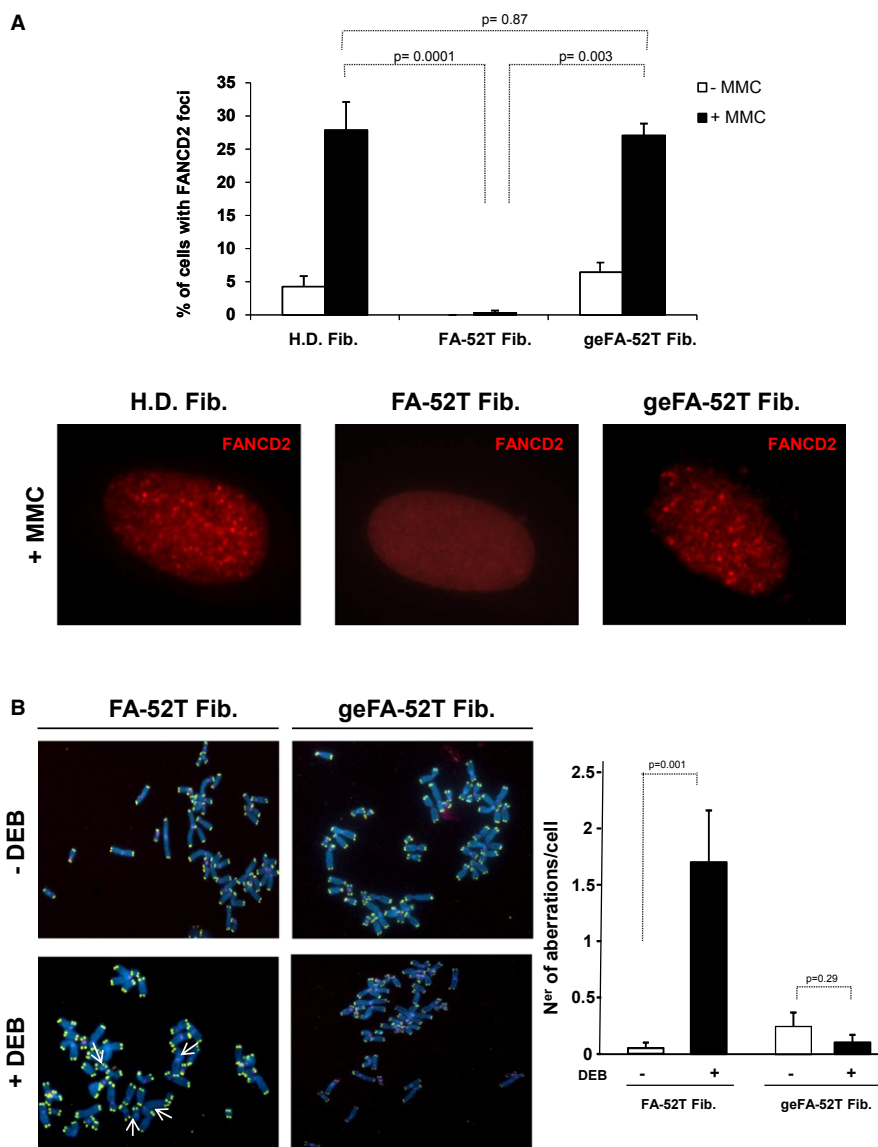 A
p= 0.87
p= 0.0001
p= 0.003
- MMC
+ MMC
% of cells with FANCD2 foci
35
30
25
20
15
10
5
0
H.D. Fib.
FA-52T Fib.
geFA-52T Fib.
H.D. Fib.
FA-52T Fib.
geFA-52T Fib.
+ MMC
FANCD2
FANCD2
FANCD2
B
FA-52T Fib.
geFA-52T Fib.
- DEB
+ DEB
Nᵉʳ of aberrations/cell
p=0.001
p=0.29
2.5
2
1.5
1
0.5
0
DEB - + - +
FA-52T Fib.
geFA-52T Fib.